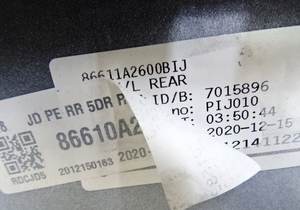 86611A2600BIJ
/L REAR
ID/B: 7015896
no: PIJ010
T: 03:50:44
2020-12-15
JD PE RR 5DR P
86610A2
2012150163
2020-
RDCJD5